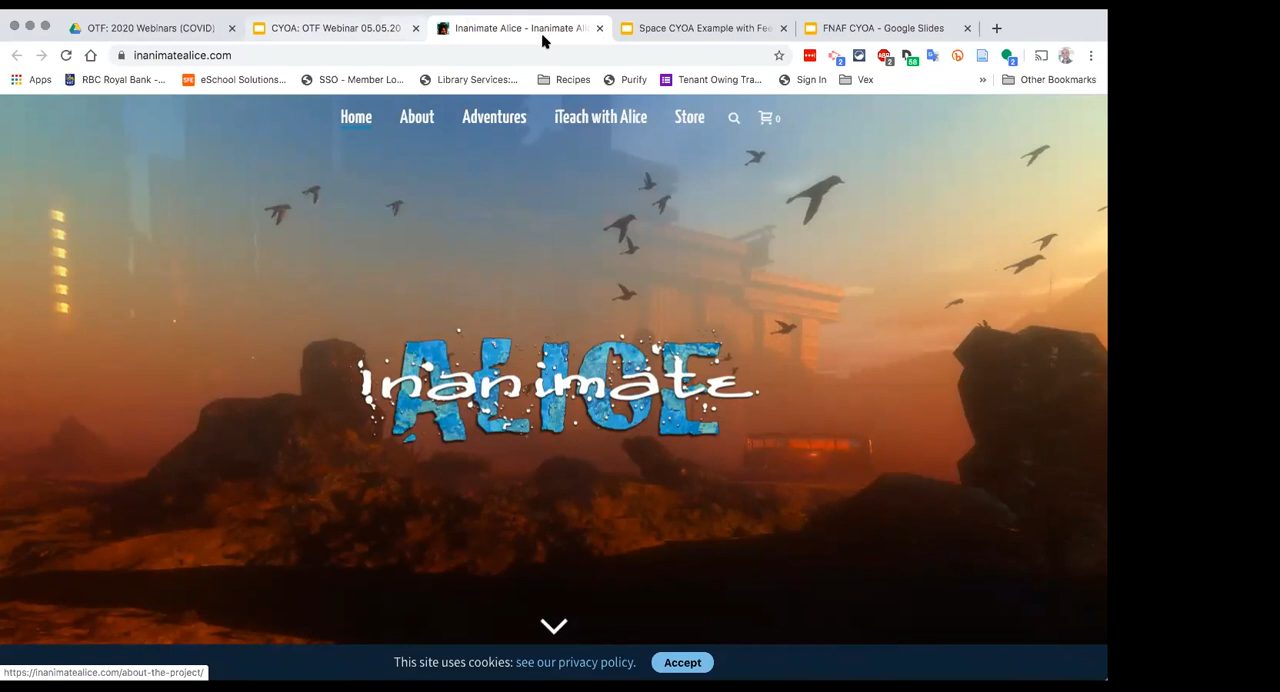 OTF: 2020 Webinars (COVID)
CYOA: OTF Webinar 05.05.20
Inanimate Alice - Inanimate Ali
Space CYOA Example with Fee
FNAF CYOA - Google Slides
inanimatealice.com
Apps
RBC Royal Bank -...
eSchool Solutions...
SSO - Member Lo...
Library Services:...
Recipes
Purify
Tenant Owing Tra...
Sign In
Vex
»
Other Bookmarks
Home
About
Adventures
iTeach with Alice
Store
0
inanimate
ALICE
This site uses cookies: see our privacy policy.
Accept
https://inanimatealice.com/about-the-project/